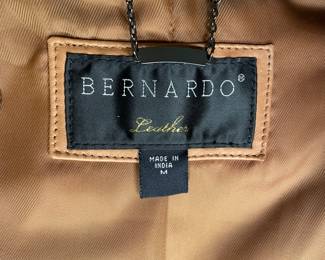 BERNARDO®
Leather
MADE IN
INDIA
M